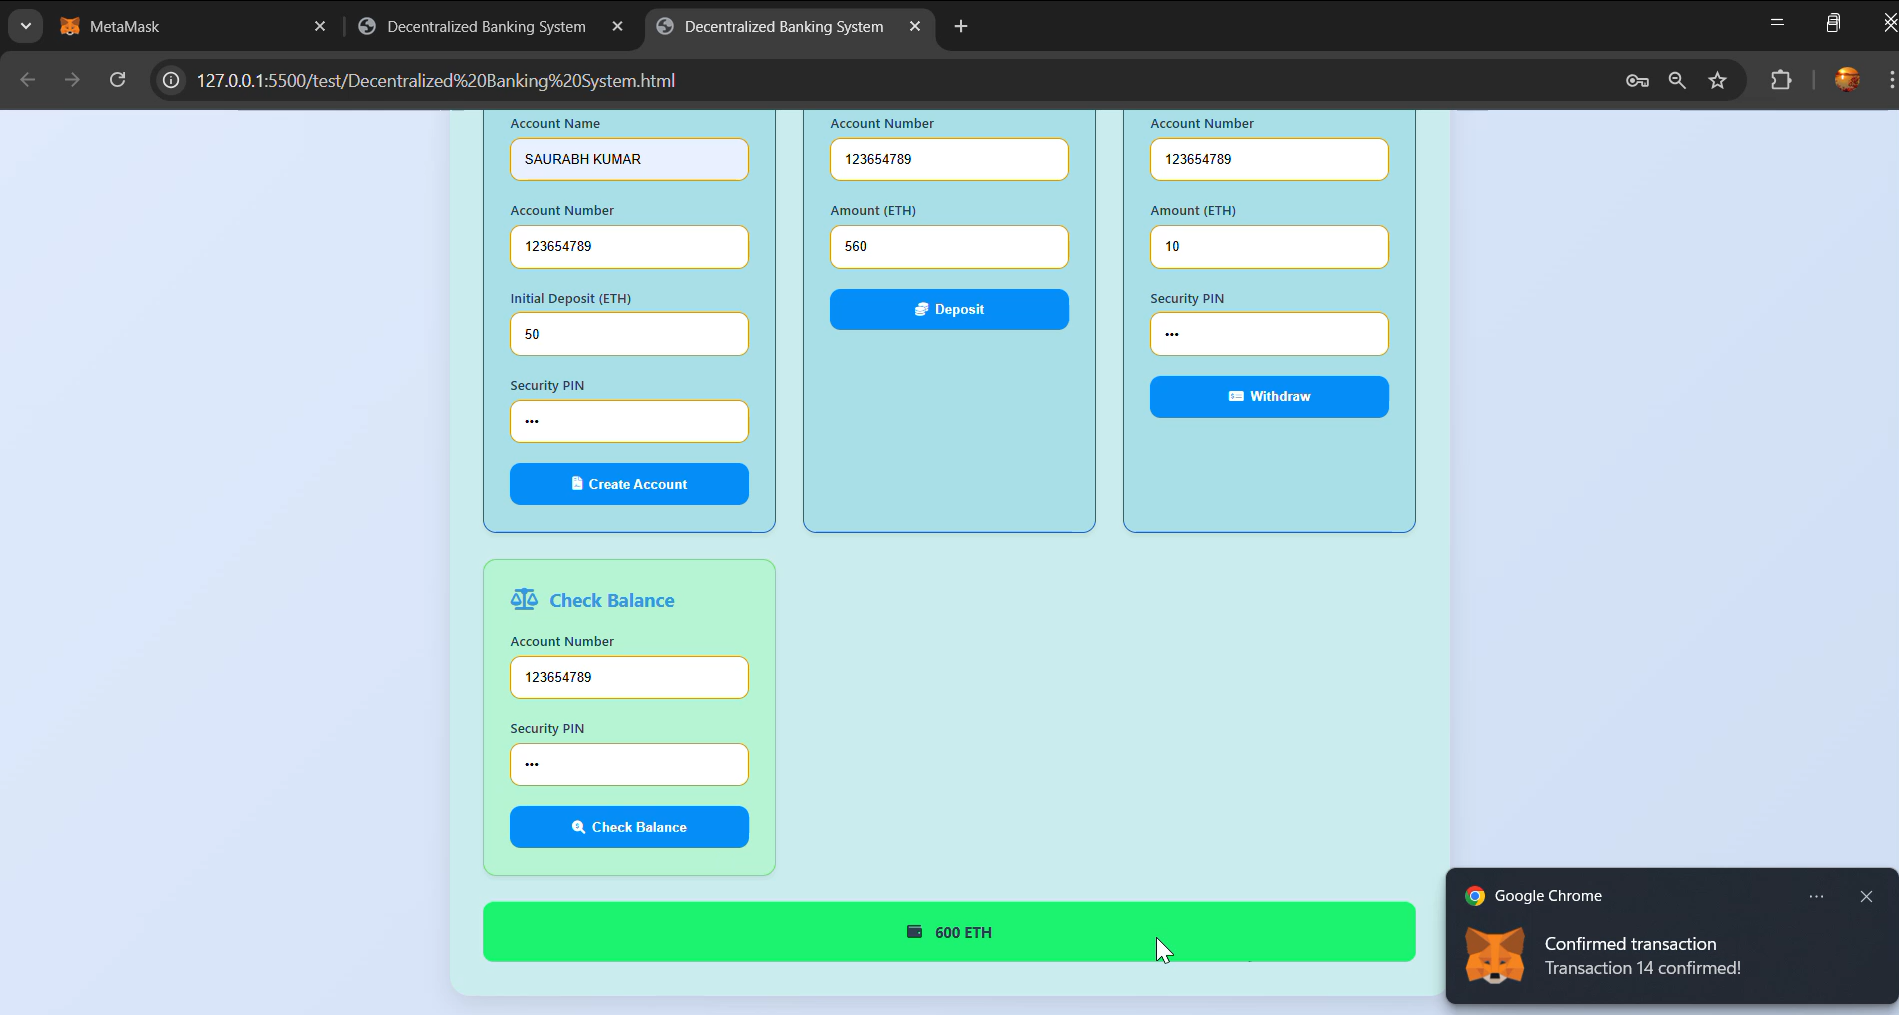 MetaMask
Decentralized Banking System
Decentralized Banking System
127.0.0.1:5500/test/Decentralized%20Banking%20System.html
Account Name
SAURABH KUMAR
Account Number
123654789
Initial Deposit (ETH)
50
Security PIN
•••
Create Account
Account Number
123654789
Amount (ETH)
560
Deposit
Account Number
123654789
Amount (ETH)
10
Security PIN
•••
Withdraw
Check Balance
Account Number
123654789
Security PIN
•••
Check Balance
600 ETH
Google Chrome
Confirmed transaction
Transaction 14 confirmed!